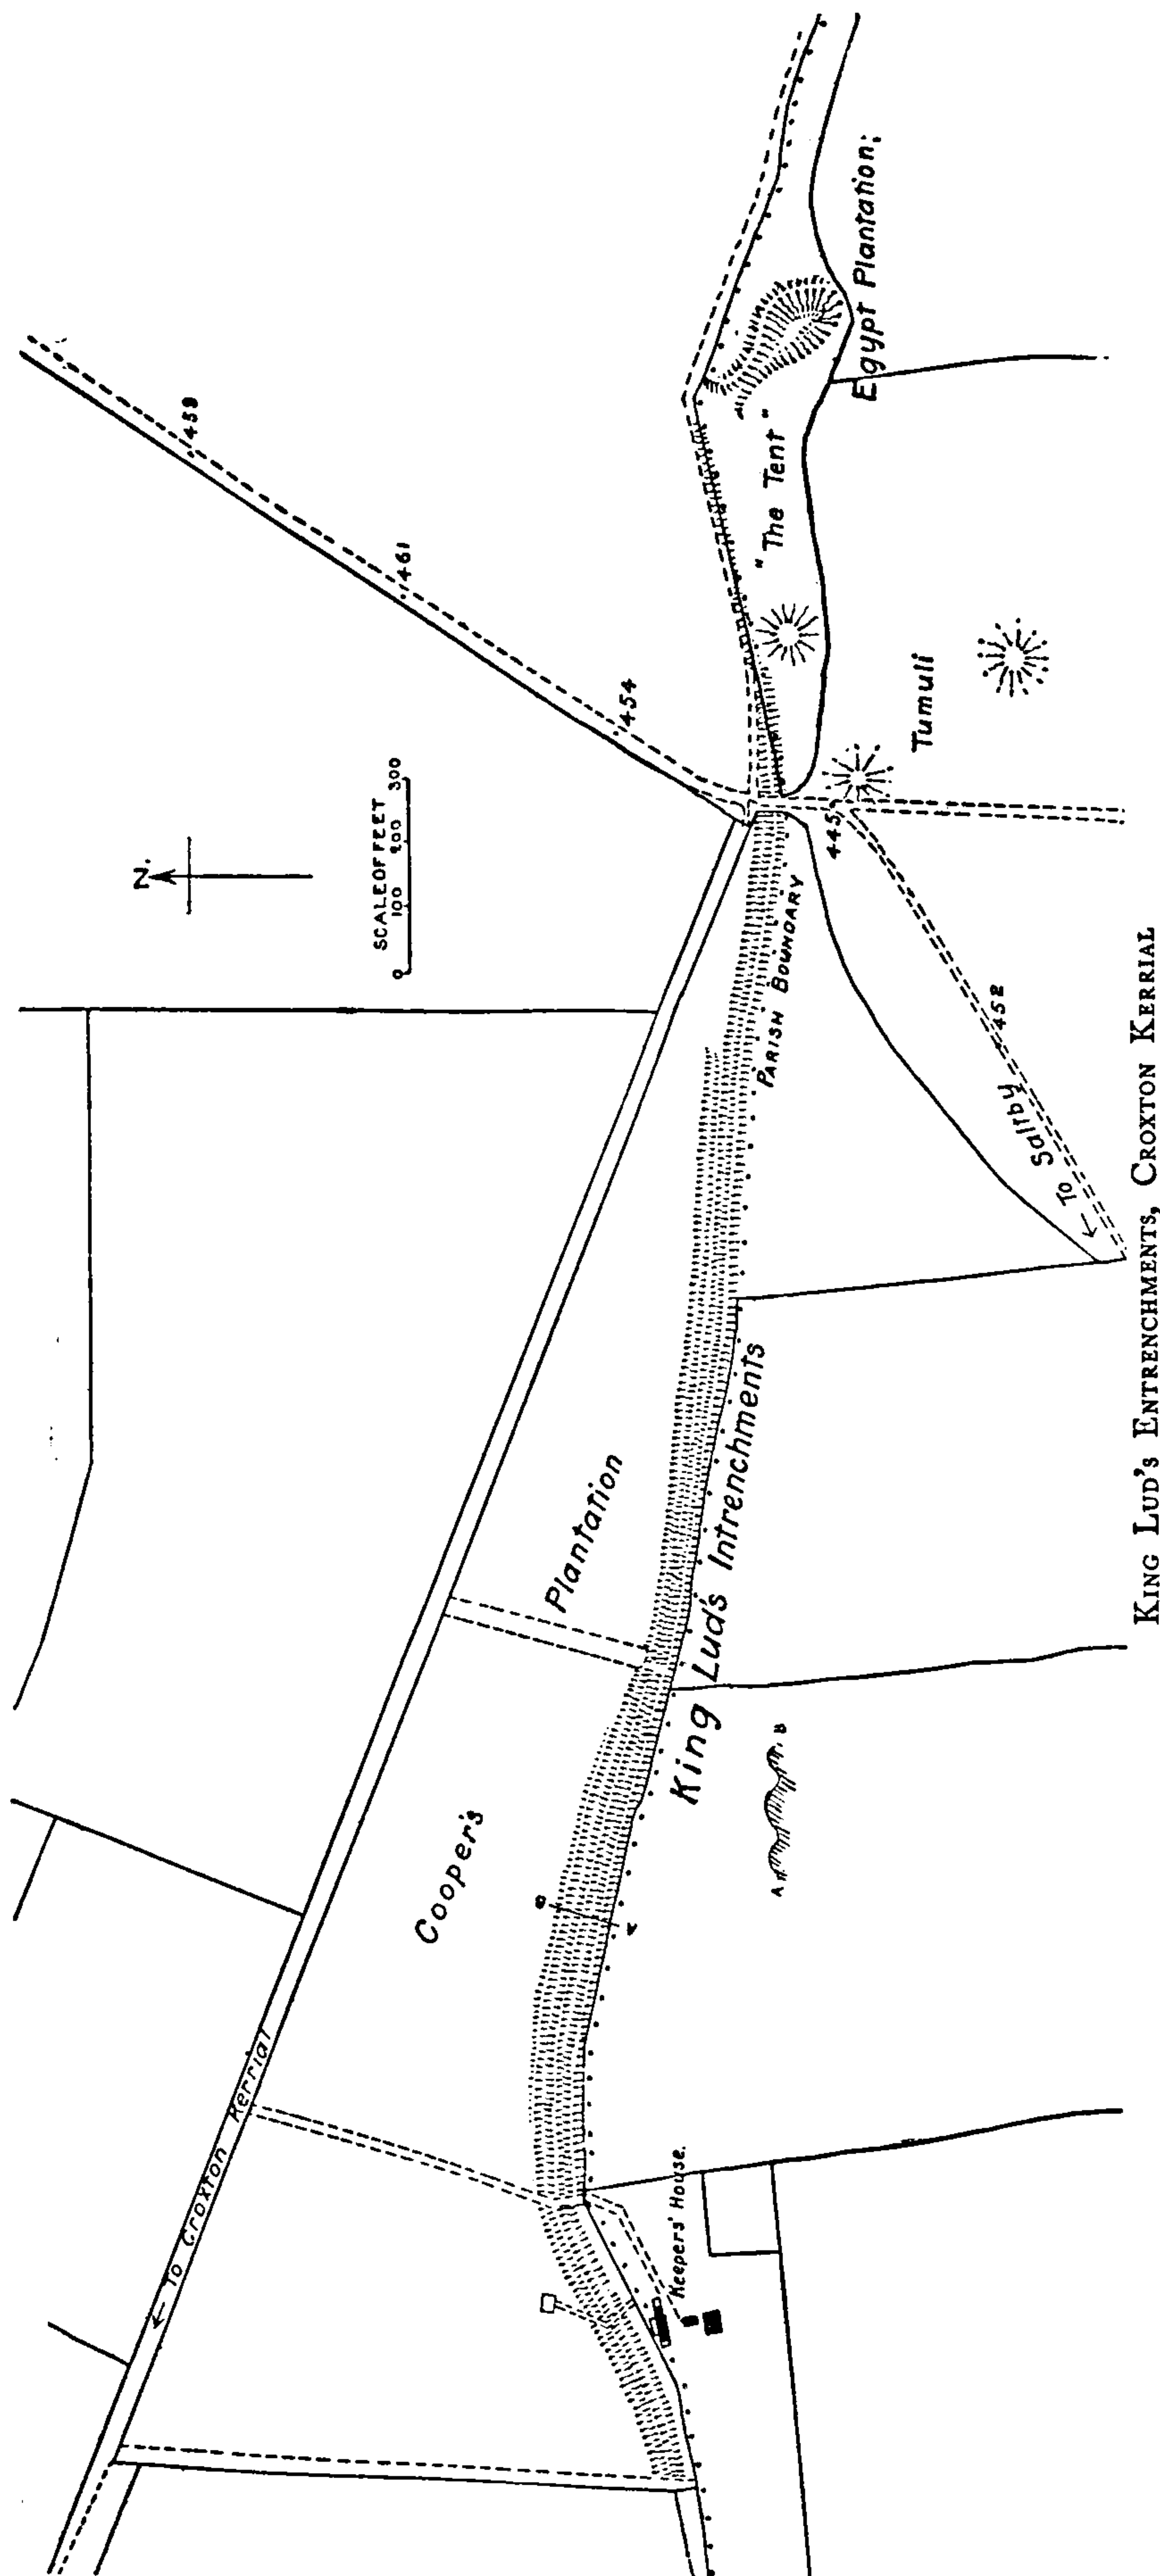 N.
SCALE OF FEET
0 100 200 300
459
461
454
445
452
← To Croxton Kerrial
Cooper's
Plantation
King Lud's Intrenchments
PARISH BOUNDARY
"The Tent"
Egypt Plantation;
Tumuli
← To Saltby
Keepers' House.
B
A
A
B
KING LUD'S ENTRENCHMENTS, CROXTON KERRIAL